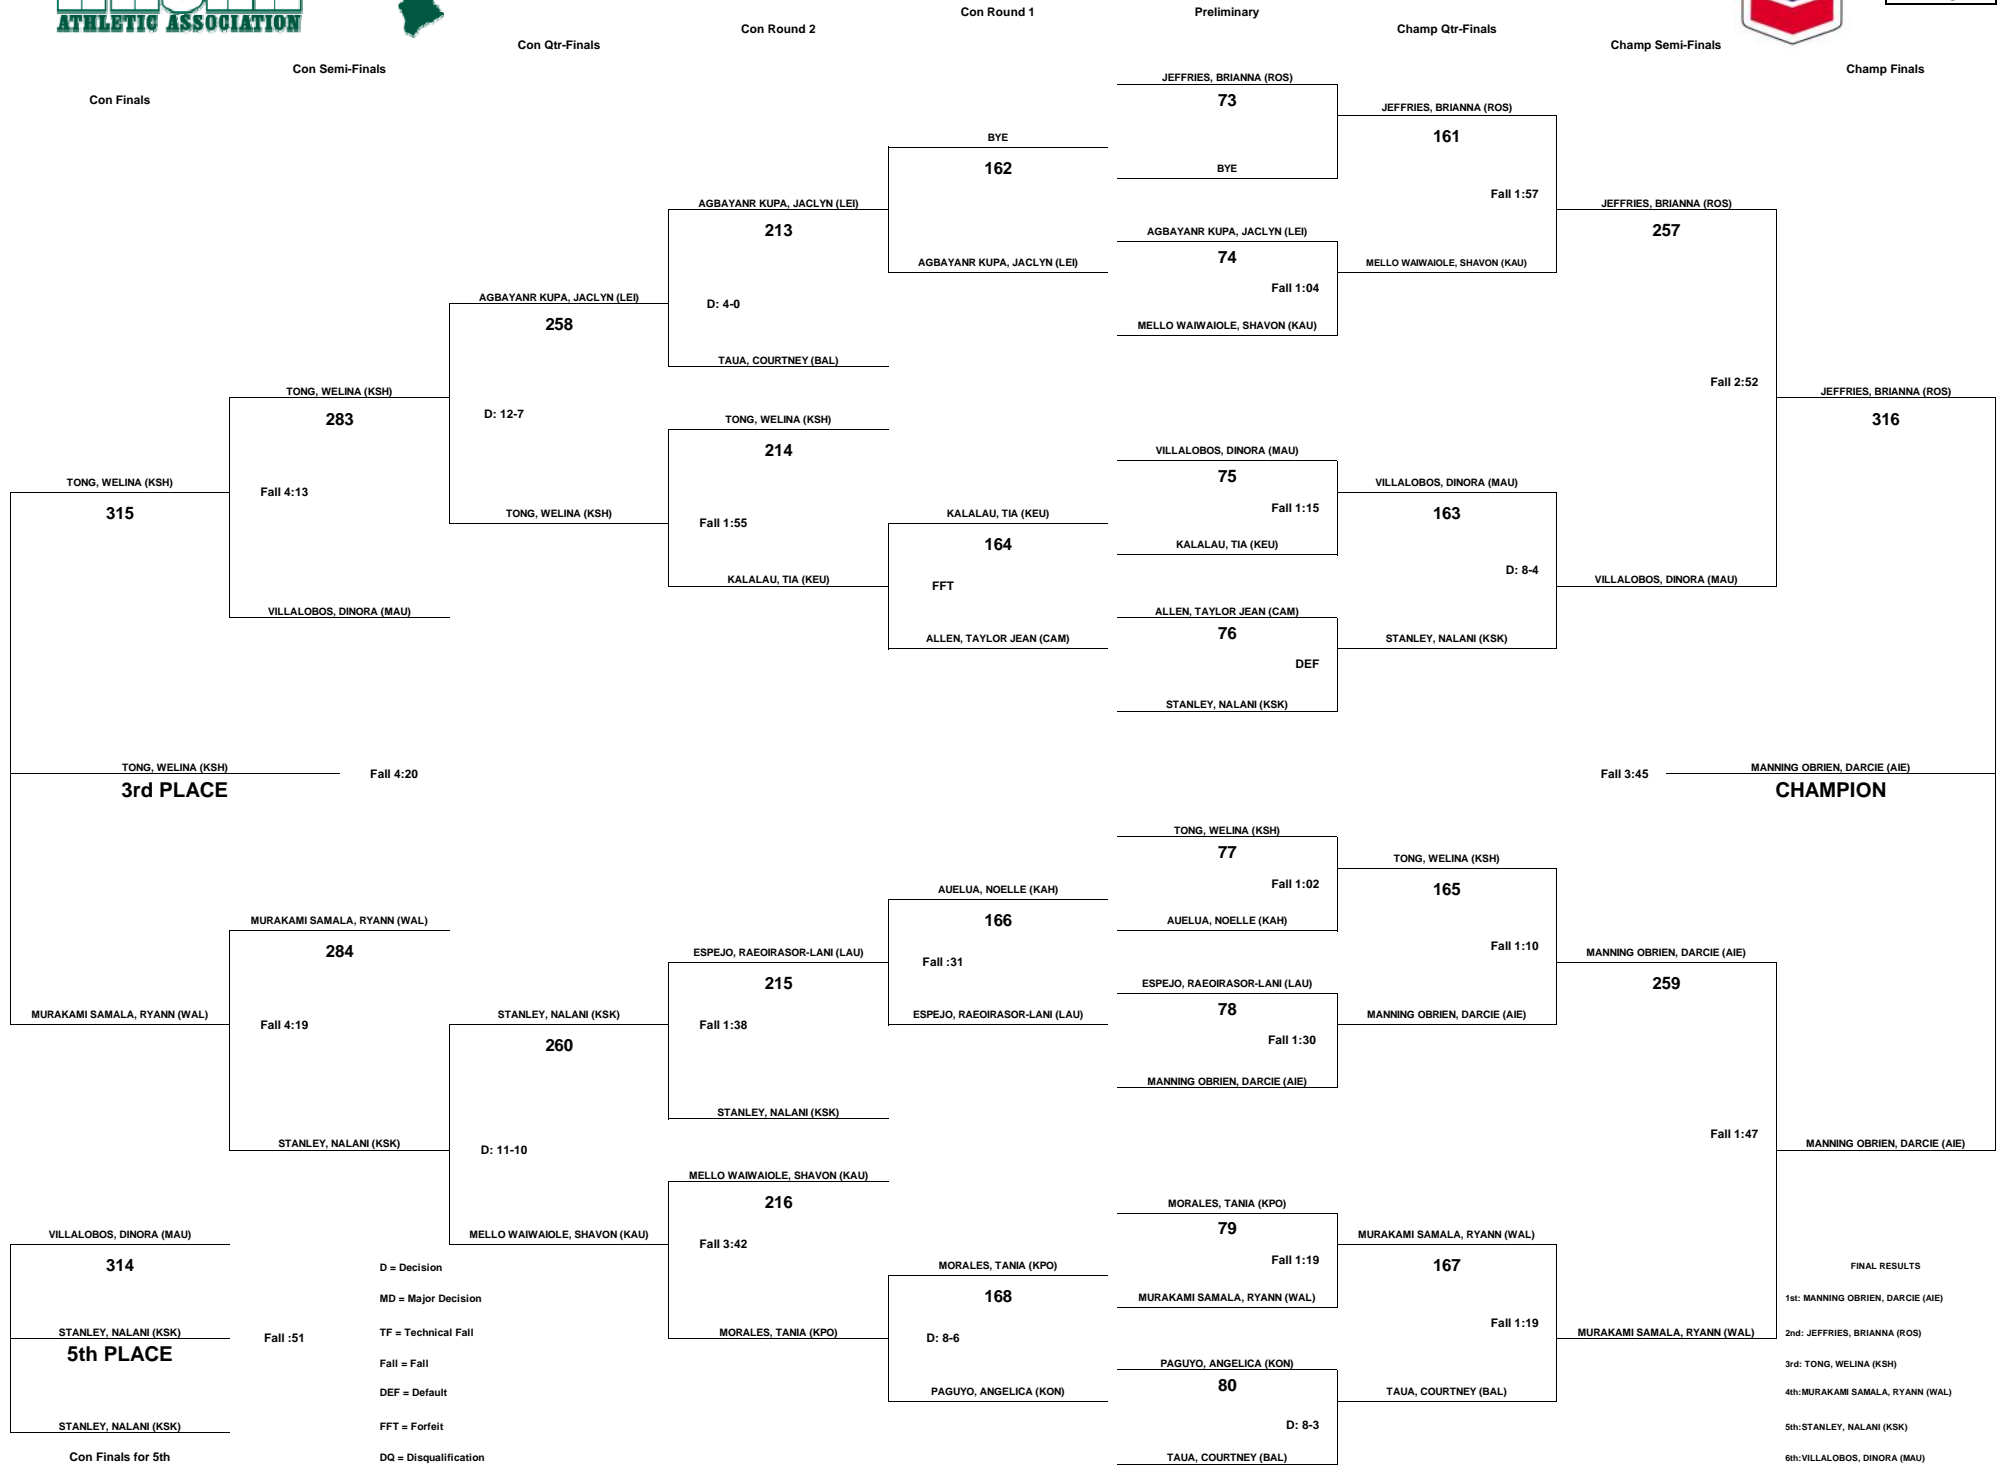 ATHLETIC ASSOCIATION
Con Round 1
Preliminary
Con Round 2
Champ Qtr-Finals
Con Qtr-Finals
Champ Semi-Finals
Con Semi-Finals
Champ Finals
Con Finals
JEFFRIES, BRIANNA (ROS)
73
JEFFRIES, BRIANNA (ROS)
BYE
161
162
BYE
Fall 1:57
AGBAYANR KUPA, JACLYN (LEI)
JEFFRIES, BRIANNA (ROS)
213
AGBAYANR KUPA, JACLYN (LEI)
257
74
AGBAYANR KUPA, JACLYN (LEI)
MELLO WAIWAIOLE, SHAVON (KAU)
Fall 1:04
AGBAYANR KUPA, JACLYN (LEI)
D: 4-0
258
MELLO WAIWAIOLE, SHAVON (KAU)
TAUA, COURTNEY (BAL)
Fall 2:52
TONG, WELINA (KSH)
JEFFRIES, BRIANNA (ROS)
283
D: 12-7
TONG, WELINA (KSH)
316
214
VILLALOBOS, DINORA (MAU)
75
TONG, WELINA (KSH)
Fall 4:13
VILLALOBOS, DINORA (MAU)
315
TONG, WELINA (KSH)
Fall 1:55
KALALAU, TIA (KEU)
Fall 1:15
163
164
KALALAU, TIA (KEU)
D: 8-4
KALALAU, TIA (KEU)
FFT
VILLALOBOS, DINORA (MAU)
VILLALOBOS, DINORA (MAU)
ALLEN, TAYLOR JEAN (CAM)
76
ALLEN, TAYLOR JEAN (CAM)
STANLEY, NALANI (KSK)
DEF
STANLEY, NALANI (KSK)
TONG, WELINA (KSH)
Fall 4:20
Fall 3:45
MANNING OBRIEN, DARCIE (AIE)
3rd PLACE
CHAMPION
TONG, WELINA (KSH)
77
TONG, WELINA (KSH)
Fall 1:02
AUELUA, NOELLE (KAH)
165
MURAKAMI SAMALA, RYANN (WAL)
166
AUELUA, NOELLE (KAH)
284
ESPEJO, RAEOIRASOR-LANI (LAU)
Fall :31
Fall 1:10
MANNING OBRIEN, DARCIE (AIE)
215
ESPEJO, RAEOIRASOR-LANI (LAU)
259
78
MURAKAMI SAMALA, RYANN (WAL)
Fall 4:19
STANLEY, NALANI (KSK)
Fall 1:38
ESPEJO, RAEOIRASOR-LANI (LAU)
MANNING OBRIEN, DARCIE (AIE)
260
Fall 1:30
MANNING OBRIEN, DARCIE (AIE)
STANLEY, NALANI (KSK)
STANLEY, NALANI (KSK)
D: 11-10
Fall 1:47
MANNING OBRIEN, DARCIE (AIE)
MELLO WAIWAIOLE, SHAVON (KAU)
216
MORALES, TANIA (KPO)
79
VILLALOBOS, DINORA (MAU)
MELLO WAIWAIOLE, SHAVON (KAU)
Fall 3:42
MURAKAMI SAMALA, RYANN (WAL)
314
D = Decision
MORALES, TANIA (KPO)
Fall 1:19
167
FINAL RESULTS
MD = Major Decision
168
MURAKAMI SAMALA, RYANN (WAL)
1st: MANNING OBRIEN, DARCIE (AIE)
Fall 1:19
STANLEY, NALANI (KSK)
Fall :51
TF = Technical Fall
MORALES, TANIA (KPO)
D: 8-6
MURAKAMI SAMALA, RYANN (WAL)
2nd: JEFFRIES, BRIANNA (ROS)
5th PLACE
Fall = Fall
PAGUYO, ANGELICA (KON)
3rd: TONG, WELINA (KSH)
80
DEF = Default
PAGUYO, ANGELICA (KON)
TAUA, COURTNEY (BAL)
4th:MURAKAMI SAMALA, RYANN (WAL)
STANLEY, NALANI (KSK)
FFT = Forfeit
D: 8-3
5th:STANLEY, NALANI (KSK)
Con Finals for 5th
DQ = Disqualification
TAUA, COURTNEY (BAL)
6th:VILLALOBOS, DINORA (MAU)